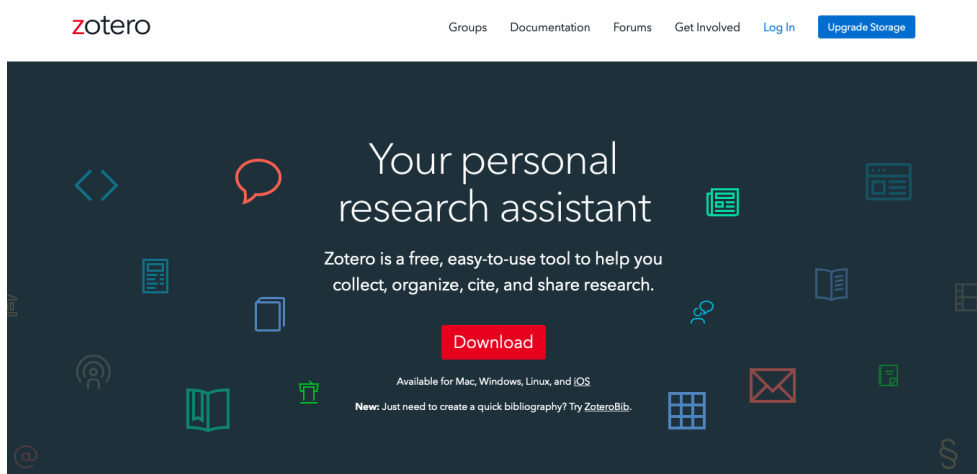 zotero
Groups Documentation Forums Get Involved Log In Upgrade Storage
Your personal
research assistant
Zotero is a free, easy-to-use tool to help you
collect, organize, cite, and share research.
Download
Available for Mac, Windows, Linux, and iOS
New: Just need to create a quick bibliography? Try ZoteroBib.
@
§